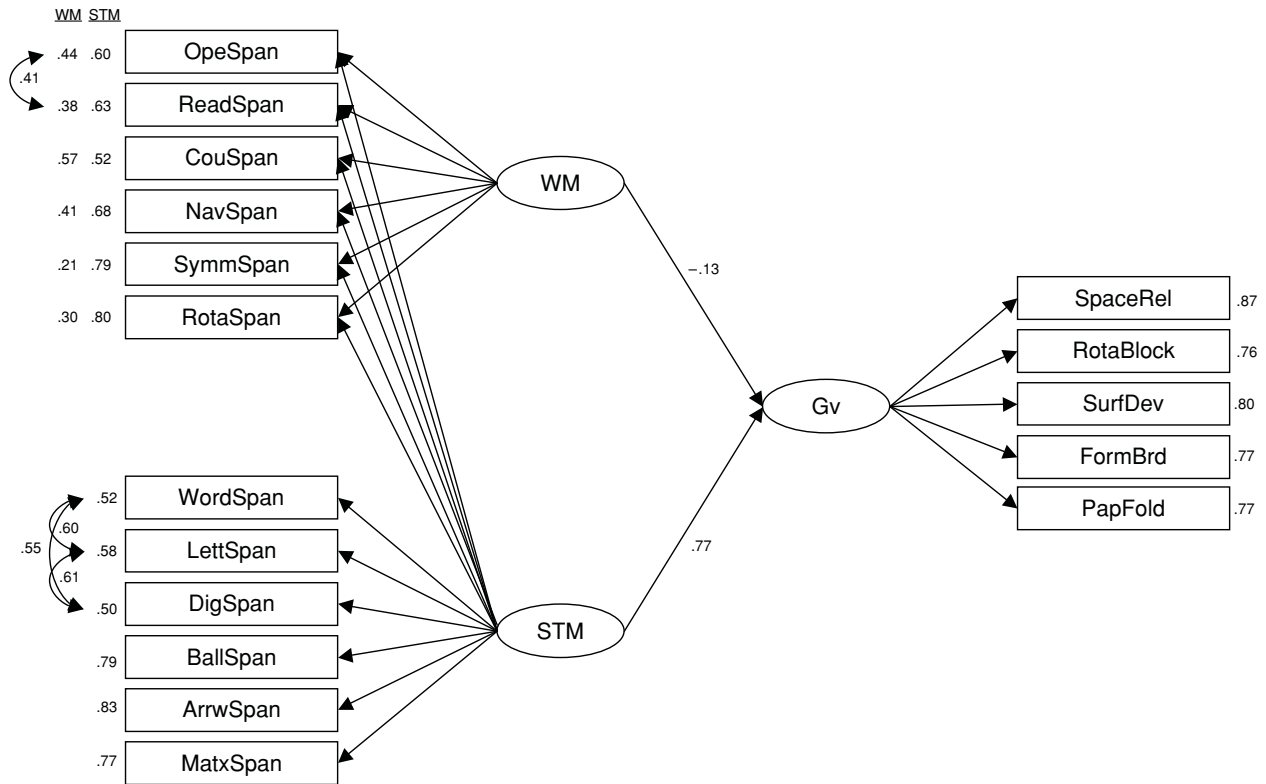 WM STM
.44 .60 OpeSpan
.41
.38 .63 ReadSpan
.57 .52 CouSpan
WM
.41 .68 NavSpan
.21 .79 SymmSpan
–.13
.30 .80 RotaSpan
SpaceRel .87
RotaBlock .76
Gv
SurfDev .80
FormBrd .77
PapFold .77
.52 WordSpan
.60
.55
.58 LettSpan
.77
.61
.50 DigSpan
STM
.79 BallSpan
.83 ArrwSpan
.77 MatxSpan